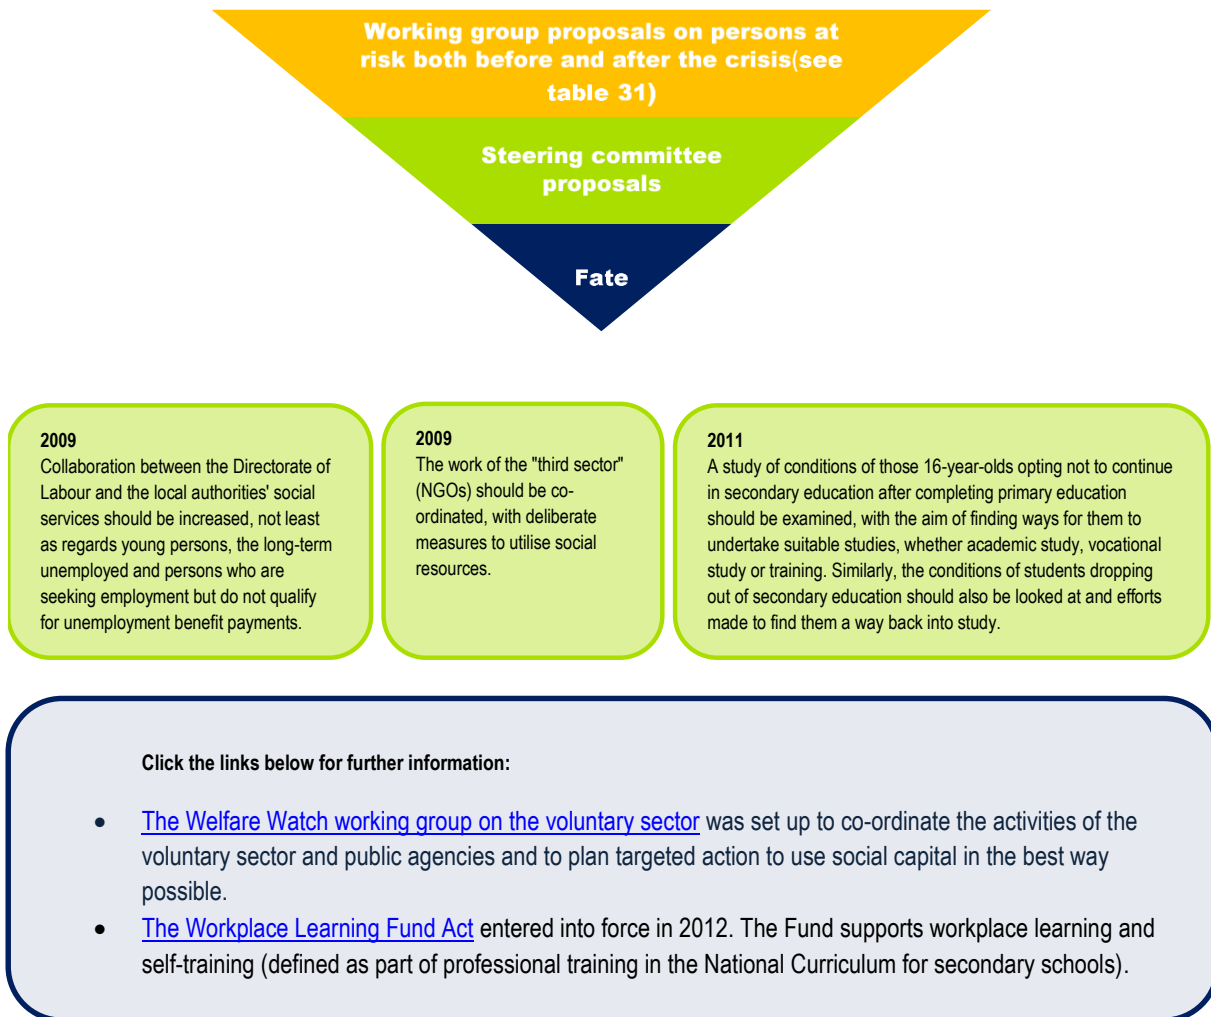 Working group proposals on persons at
risk both before and after the crisis(see
table 31)
Steering committee
proposals
Fate
2009
Collaboration between the Directorate of
Labour and the local authorities' social
services should be increased, not least
as regards young persons, the long-term
unemployed and persons who are
seeking employment but do not qualify
for unemployment benefit payments.
2009
The work of the "third sector"
(NGOs) should be co-
ordinated, with deliberate
measures to utilise social
resources.
2011
A study of conditions of those 16-year-olds opting not to continue
in secondary education after completing primary education
should be examined, with the aim of finding ways for them to
undertake suitable studies, whether academic study, vocational
study or training. Similarly, the conditions of students dropping
out of secondary education should also be looked at and efforts
made to find them a way back into study.
Click the links below for further information:
• The Welfare Watch working group on the voluntary sector was set up to co-ordinate the activities of the
voluntary sector and public agencies and to plan targeted action to use social capital in the best way
possible.
• The Workplace Learning Fund Act entered into force in 2012. The Fund supports workplace learning and
self-training (defined as part of professional training in the National Curriculum for secondary schools).